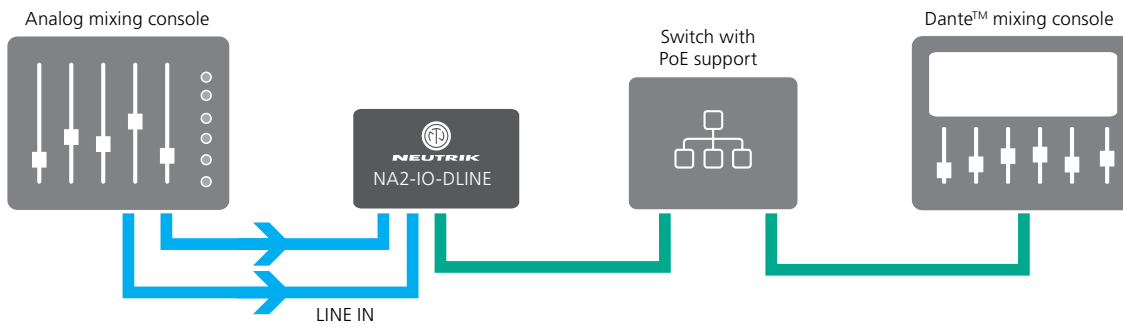 Analog mixing console
Switch with
PoE support
Dante™ mixing console
NEUTRIK
NA2-IO-DLINE
LINE IN